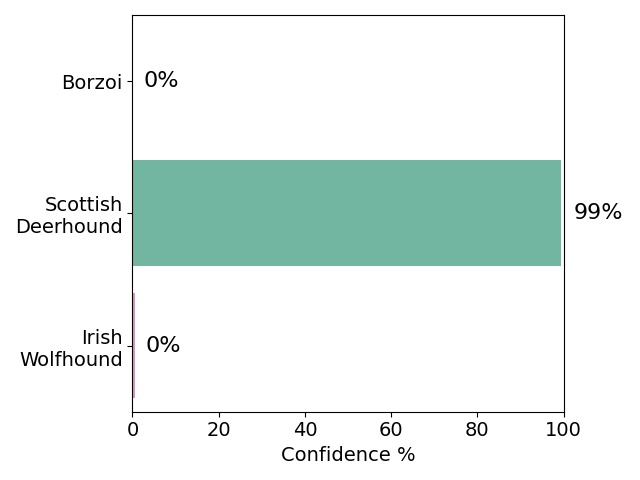 Borzoi
0%
Scottish
Deerhound
99%
Irish
Wolfhound
0%
0 20 40 60 80 100
Confidence %